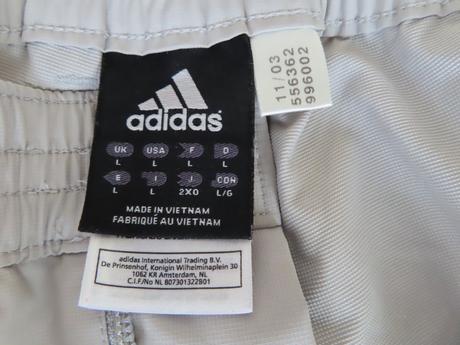 adidas
UK USA F D
L L L L
E I J CDN
L L 2XO L/G
MADE IN VIETNAM
FABRIQUÉ AU VIETNAM
adidas International Trading B.V.
De Prinsenhof, Konigin Wilhelminaplein 30
1062 KR Amsterdam, NL
C.I.F/No NL 807301322B01
11/03
556362
996002